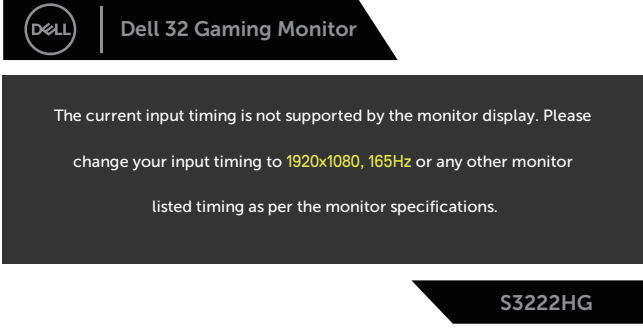 DELL
Dell 32 Gaming Monitor
The current input timing is not supported by the monitor display. Please
change your input timing to 1920x1080, 165Hz or any other monitor
listed timing as per the monitor specifications.
S3222HG